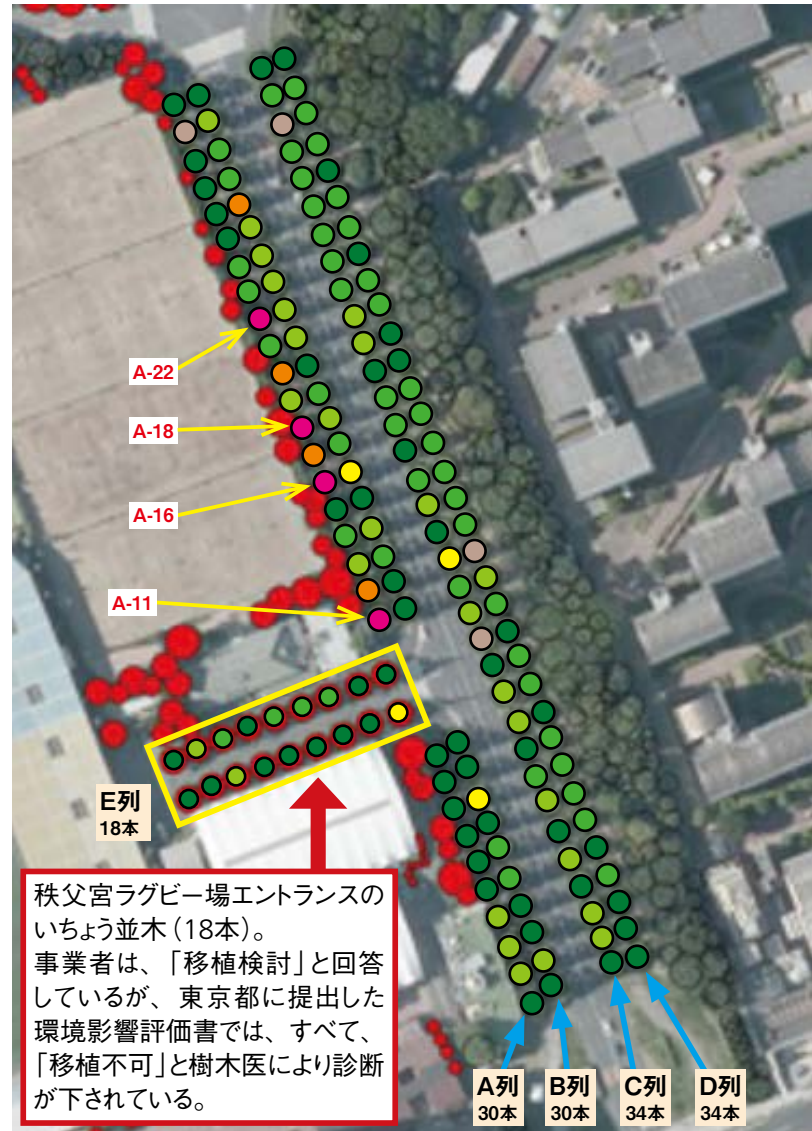 A-22
A-18
A-16
A-11
E列
18本
秩父宮ラグビー場エントランスの
いちょう並木（18本）。
事業者は、「移植検討」と回答
しているが、東京都に提出した
環境影響評価書では、すべて、
「移植不可」と樹木医により診断
が下されている。
A列
30本
B列
30本
C列
34本
D列
34本